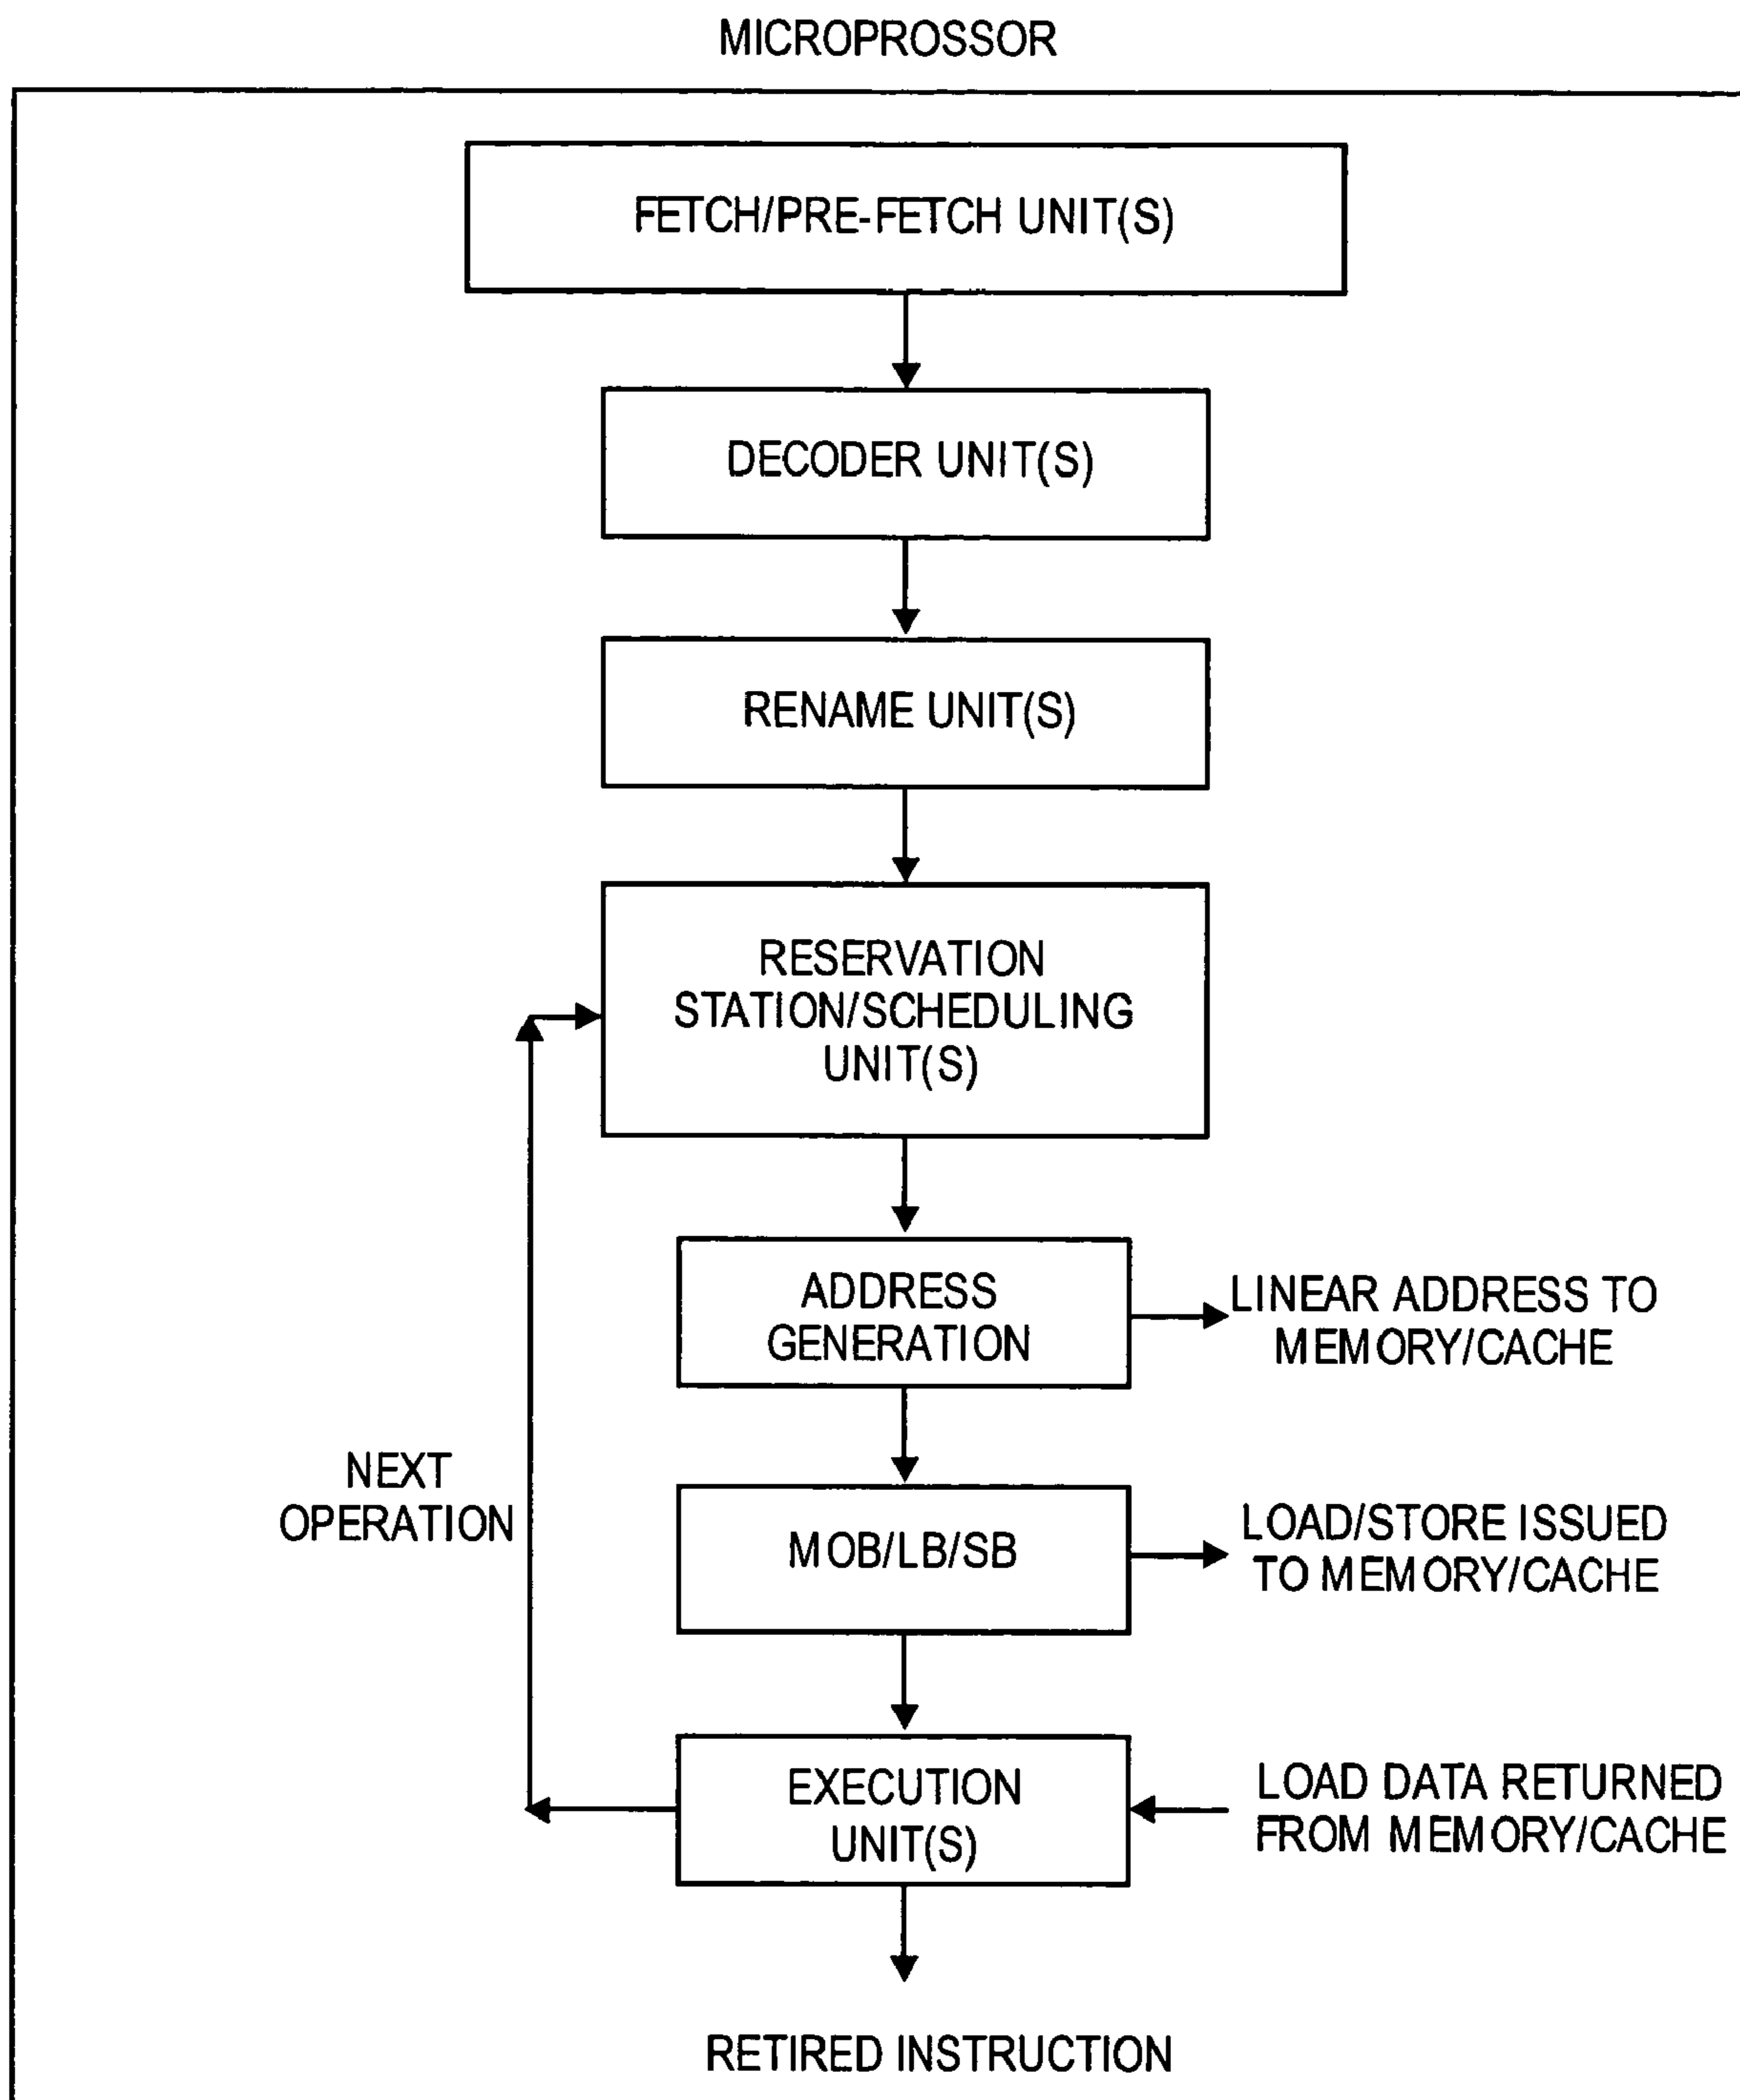 MICROPROSSOR
FETCH/PRE-FETCH UNIT(S)
DECODER UNIT(S)
RENAME UNIT(S)
RESERVATION
STATION/SCHEDULING
UNIT(S)
ADDRESS
GENERATION
LINEAR ADDRESS TO
MEMORY/CACHE
NEXT
OPERATION
MOB/LB/SB
LOAD/STORE ISSUED
TO MEMORY/CACHE
EXECUTION
UNIT(S)
LOAD DATA RETURNED
FROM MEMORY/CACHE
RETIRED INSTRUCTION